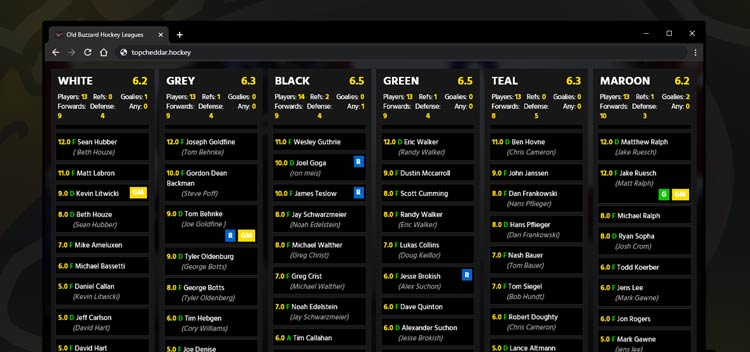 Old Buzzard Hockey Leagues
topcheddar.hockey
WHITE 6.2
Players: 13 Refs: 0 Goalies: 1
Forwards: 9 Defense: 4 Any: 0
12.0 F Sean Hubber
( Beth Houze)
11.0 F Matt Lebron
9.0 D Kevin Litwicki GM
8.0 D Beth Houze
(Sean Hubber)
7.0 F Mike Ameluxen
6.0 F Michael Bassetti
5.0 F Daniel Callan
(Kevin Litwicki)
5.0 D Jeff Carlson
(David Hart)
5.0 F David Hart
GREY 6.3
Players: 13 Refs: 1 Goalies: 0
Forwards: 9 Defense: 4 Any: 0
12.0 F Joseph Goldfine
(Tom Behnke)
10.0 F Gordon Dean
Backman
(Steve Poff)
9.0 D Tom Behnke
(Joe Goldfine )
R GM
9.0 D Tyler Oldenburg
(George Botts)
8.0 F George Botts
(Tyler Oldenburg)
6.0 D Tim Hebgen
(Cory Williams)
5.0 F Joe Denise
BLACK 6.5
Players: 14 Refs: 2 Goalies: 0
Forwards: 9 Defense: 4 Any: 1
11.0 F Wesley Guthrie
10.0 D Joel Goga R
(ron meis)
10.0 F James Teslow R
8.0 F Jay Schwarzmeier
(Noah Edelstein)
8.0 F Michael Walther
(Greg Christ)
7.0 F Greg Crist
(Michael Walther)
7.0 F Noah Edelstein
(Jay Schwarzmeier)
6.0 A Tim Callahan
GREEN 6.5
Players: 13 Refs: 1 Goalies: 0
Forwards: 9 Defense: 4 Any: 0
12.0 D Eric Walker
(Randy Walker)
9.0 F Dustin Mccarroll
8.0 F Scott Cumming
8.0 F Randy Walker
(Eric Walker)
7.0 F Lukas Collins
(Doug Keillor)
6.0 F Jesse Brokish R
(Alex Suchon)
6.0 F Dave Quinton
6.0 D Alexander Suchon
(Jesse Brokish)
TEAL 6.3
Players: 13 Refs: 0 Goalies: 0
Forwards: 8 Defense: 5 Any: 0
11.0 D Ben Hovne
(Chris Cameron)
9.0 F John Janssen
8.0 F Dan Frankowski
(Hans Pflieger)
8.0 D Hans Pflieger
(Dan Frankowski)
7.0 F Nash Bauer
(Tom Bauer)
7.0 F Tom Siegel
(Bob Hundt)
6.0 F Robert Doughty
(Chris Cameron)
5.0 D Lance Altmann
MAROON 6.2
Players: 13 Refs: 0 Goalies: 1
Forwards: 10 Defense: 3 Any: 0
12.0 D Matthew Ralph
(Jake Ruesch)
12.0 F Jake Ruesch
(Matt Ralph)
G GM
8.0 F Michael Ralph
8.0 D Ryan Sopha
(Josh Crom)
6.0 F Todd Koerber
6.0 F Jens Lee
(Mark Gawne)
6.0 F Jon Rogers
5.0 F Mark Gawne
(jens lee)